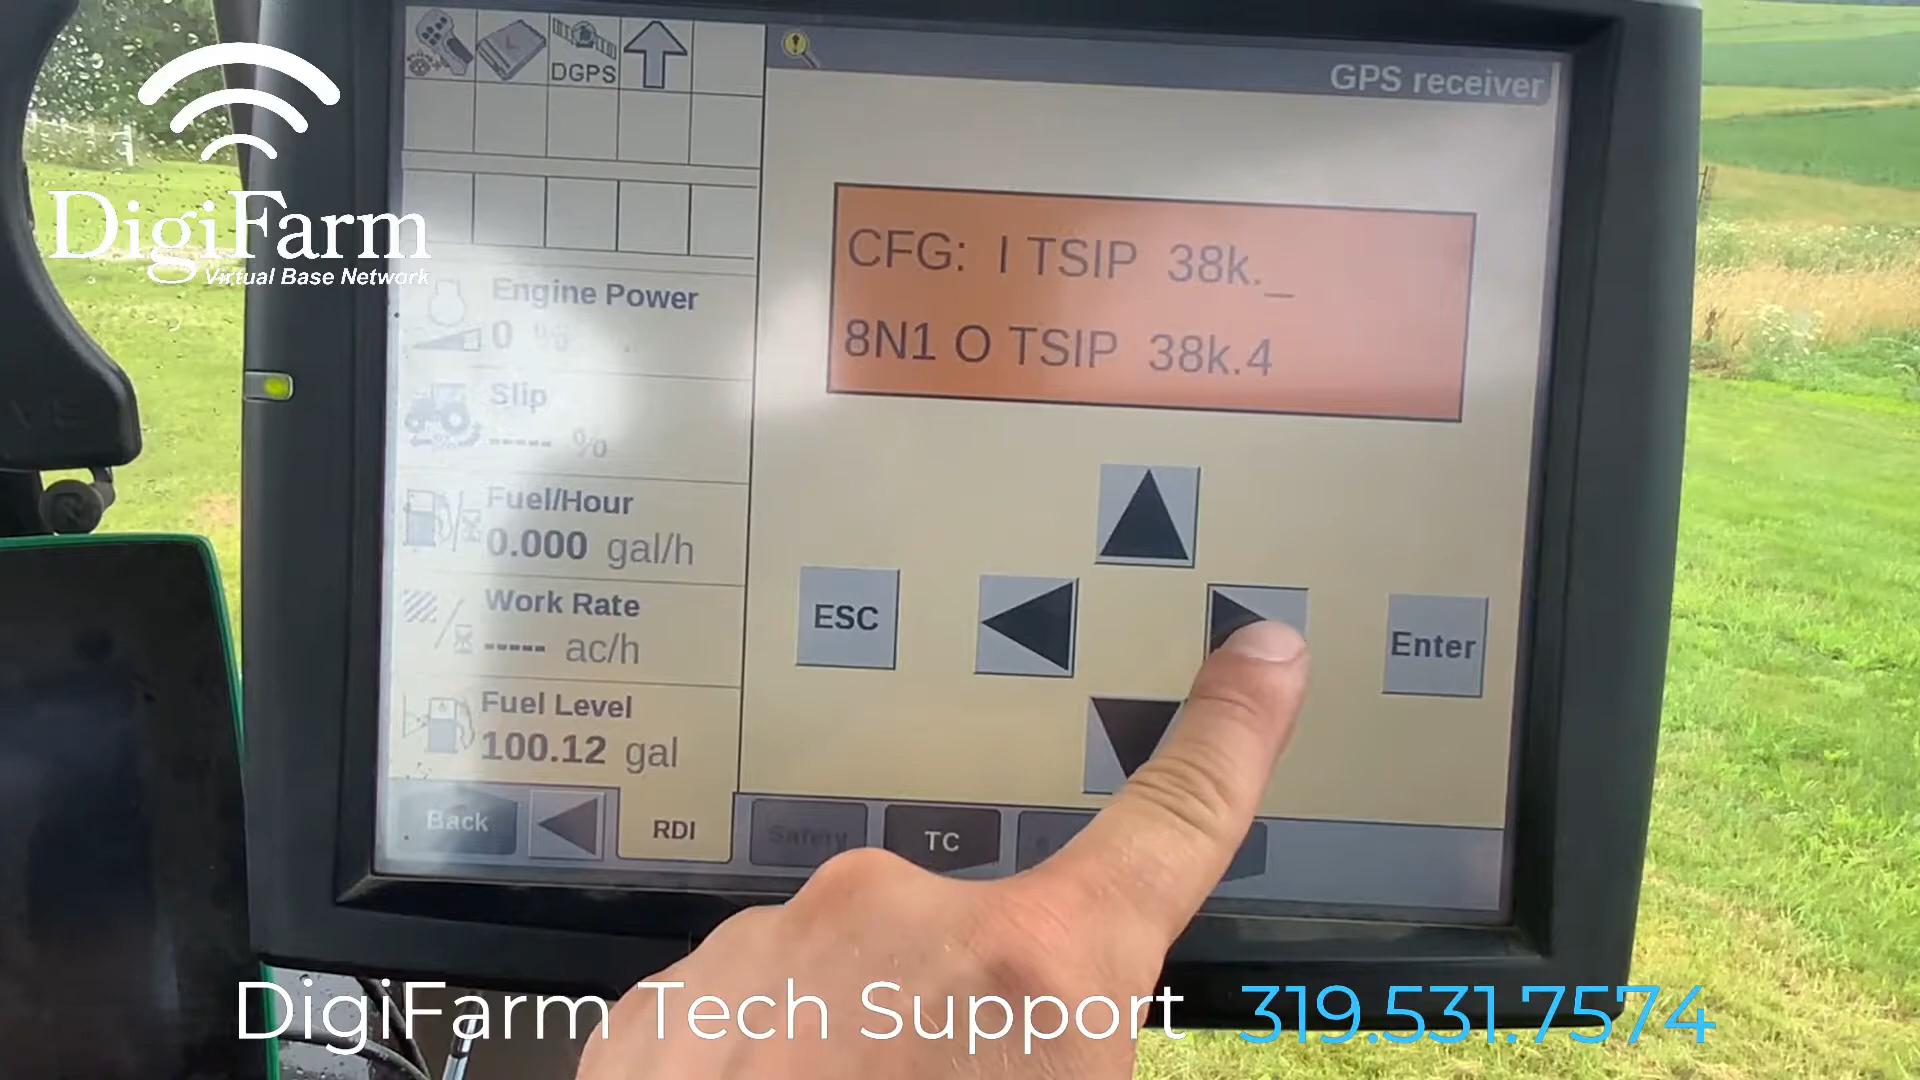 DGPS
GPS receiver
DigiFarm
Virtual Base Network
CFG: I TSIP 38k._
8N1 O TSIP 38k.4
Engine Power
0 %
Slip
----- %
Fuel/Hour
0.000 gal/h
Work Rate
----- ac/h
Fuel Level
100.12 gal
ESC
Enter
Back
RDI
Safety
TC
DigiFarm Tech Support 319.531.7574